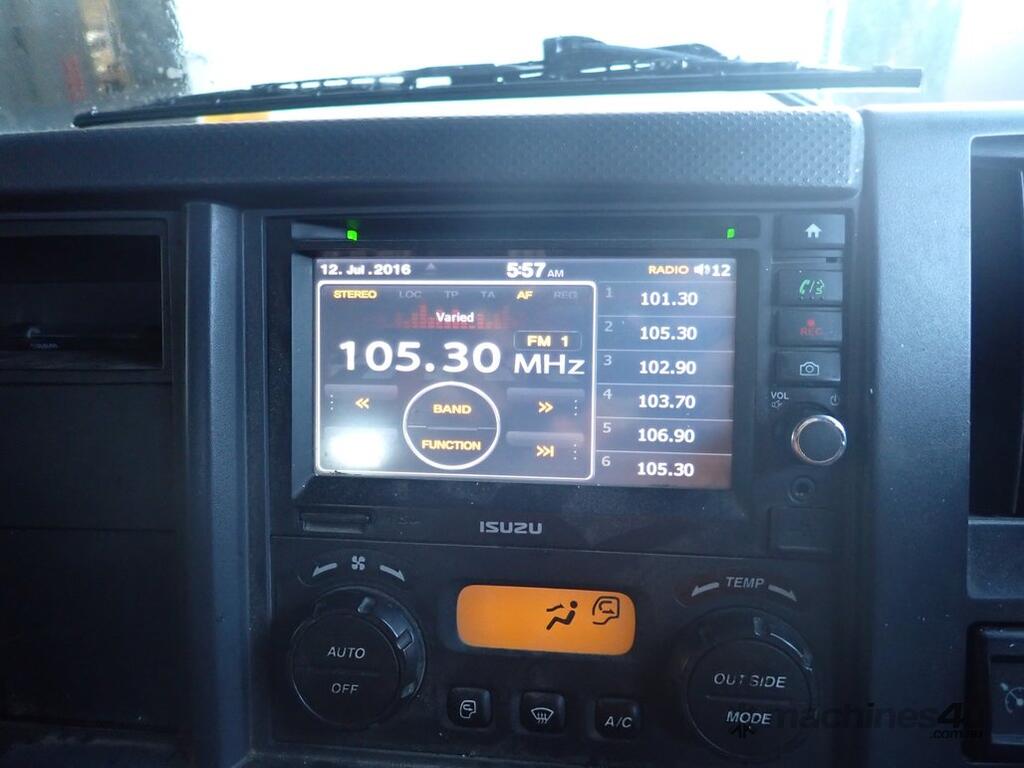 12. Jul .2016 5:57 AM RADIO 12
STEREO LOC TP TA AF REG
Varied
FM 1
105.30 MHz
BAND
FUNCTION
1 101.30
2 105.30
3 102.90
4 103.70
5 106.90
6 105.30
REC
VOL
ISUZU
AUTO
OFF
A/C
TEMP
OUTSIDE
MODE
machines4u
.com.au